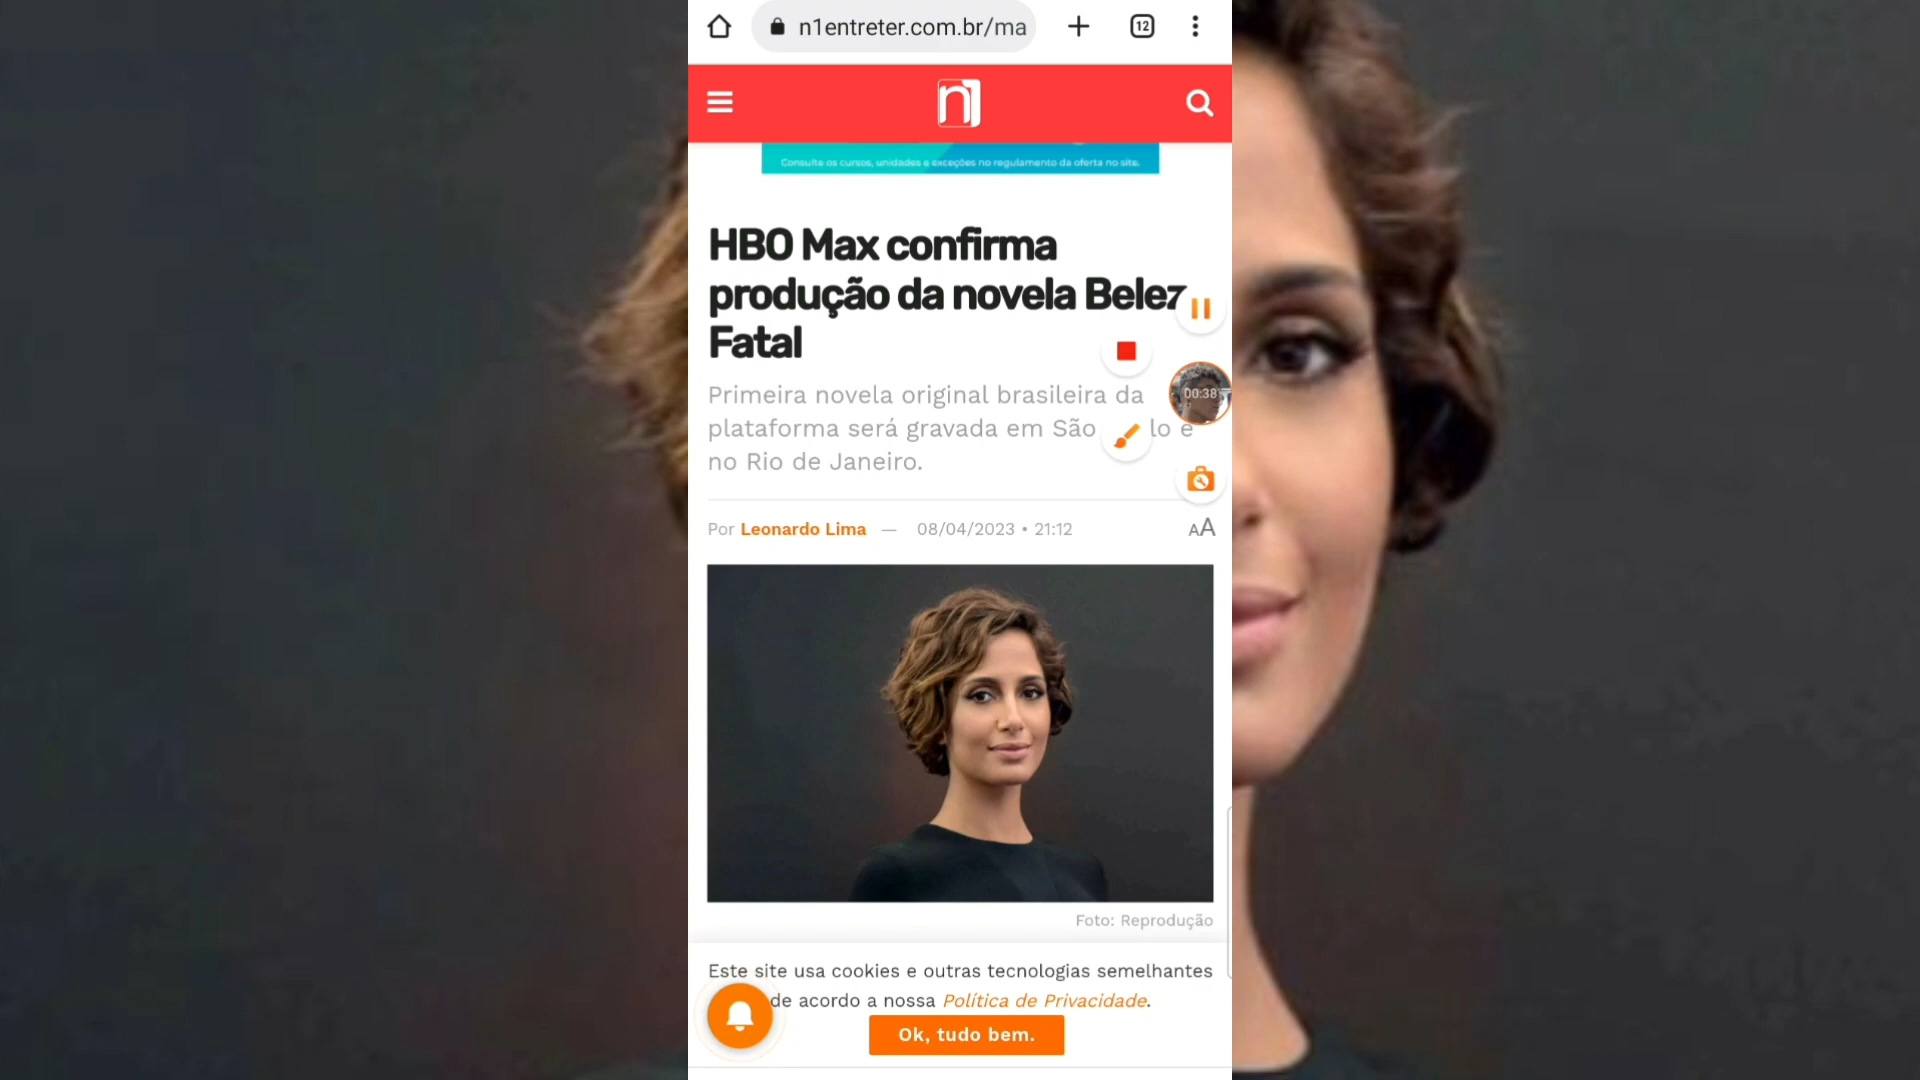 n1entreter.com.br/ma
12
n
Consulte os cursos, unidades e exceções no regulamento da oferta no site.
HBO Max confirma
produção da novela Belez
Fatal
Primeira novela original brasileira da
plataforma será gravada em São lo e
no Rio de Janeiro.
00:38
Por Leonardo Lima — 08/04/2023 • 21:12
AA
Foto: Reprodução
Este site usa cookies e outras tecnologias semelhantes
de acordo a nossa Política de Privacidade.
Ok, tudo bem.